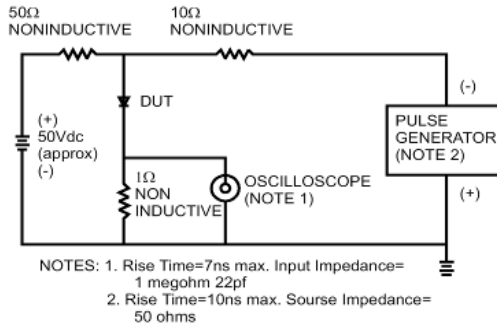 50Ω
NONINDUCTIVE
10Ω
NONINDUCTIVE
(+)
50Vdc
(approx)
(-)
DUT
1Ω
NON
INDUCTIVE
OSCILLOSCOPE
(NOTE 1)
(-)
PULSE
GENERATOR
(NOTE 2)
(+)
NOTES: 1. Rise Time=7ns max. Input Impedance=
1 megohm 22pf
2. Rise Time=10ns max. Sourse Impedance=
50 ohms